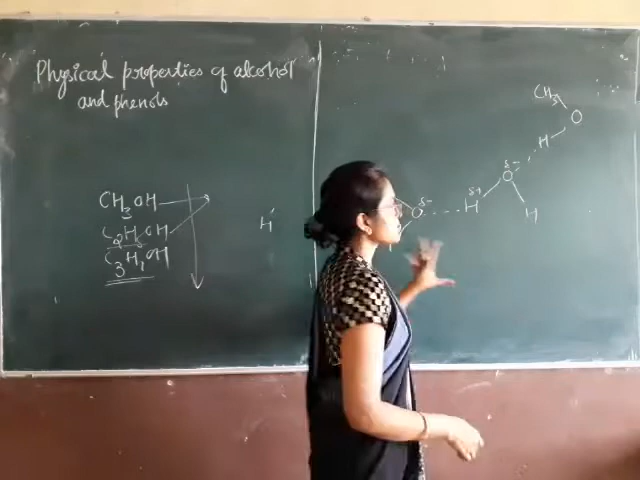 Physical properties of alcohol
and phenols
CH3OH
C2H5OH
C3H7OH
H
CH3
O
H
δ-
O
δ+
H
H
δ-
O